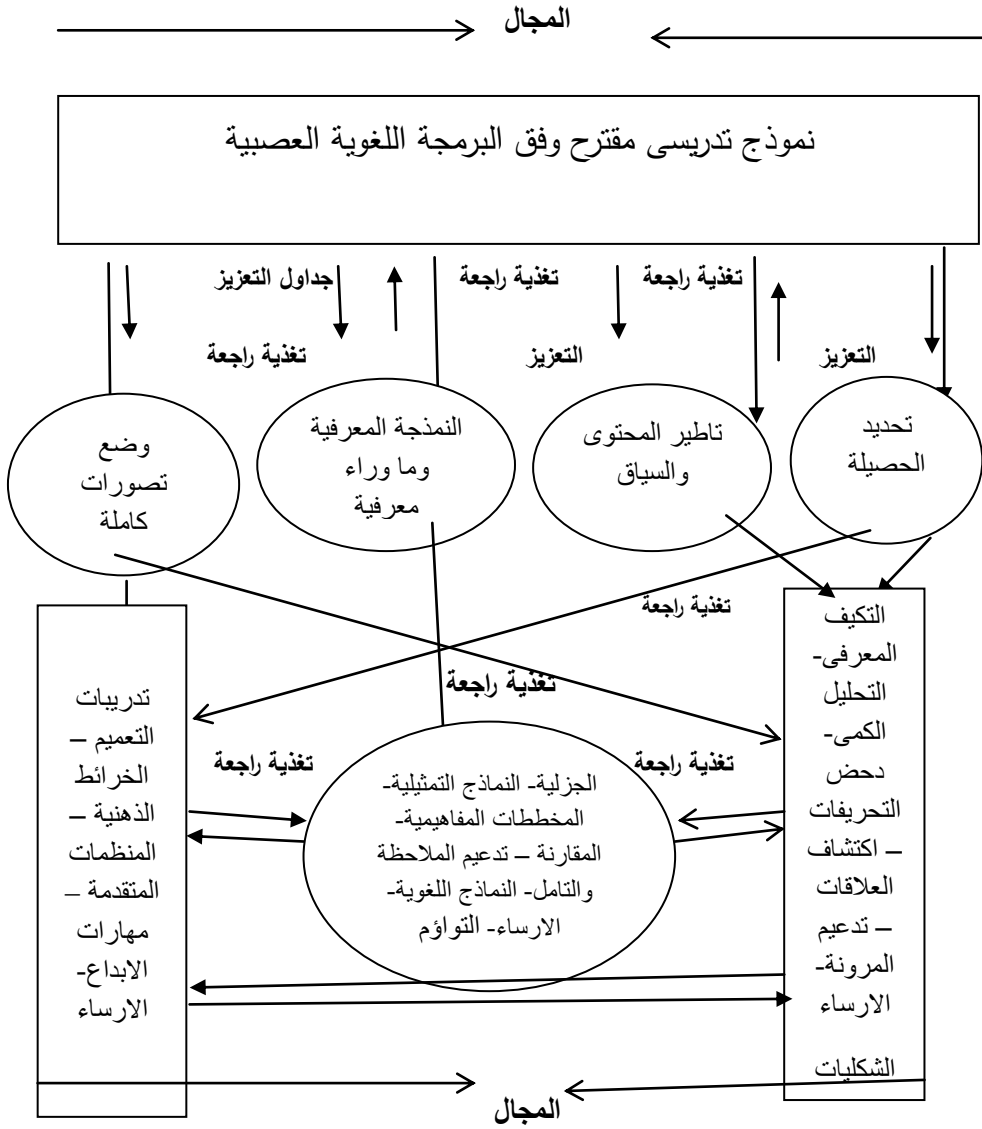 المجال
نموذج تدريسى مقترح وفق البرمجة اللغوية العصبية
تغذية راجعة
تغذية راجعة
جداول التعزيز
التعزيز
التعزيز
تغذية راجعة
تحديد
الحصيلة
تاطير المحتوى
والسياق
النمذجة المعرفية
وما وراء
معرفية
وضع
تصورات
كاملة
تغذية راجعة
تغذية راجعة
التكيف
المعرفى-
التحليل
الكمى-
دحض
التحريفات
– اكتشاف
العلاقات
– تدعيم
المرونة-
الارساء
الشكليات
تغذية راجعة
الجزلية- النماذج التمثيلية-
المخططات المفاهيمية-
المقارنة – تدعيم الملاحظة
والتامل- النماذج اللغوية-
الارساء- التواؤم
تغذية راجعة
تدريبات
التعميم –
الخرائط
الذهنية –
المنظمات
المتقدمة –
مهارات
الابداع-
الارساء
المجال